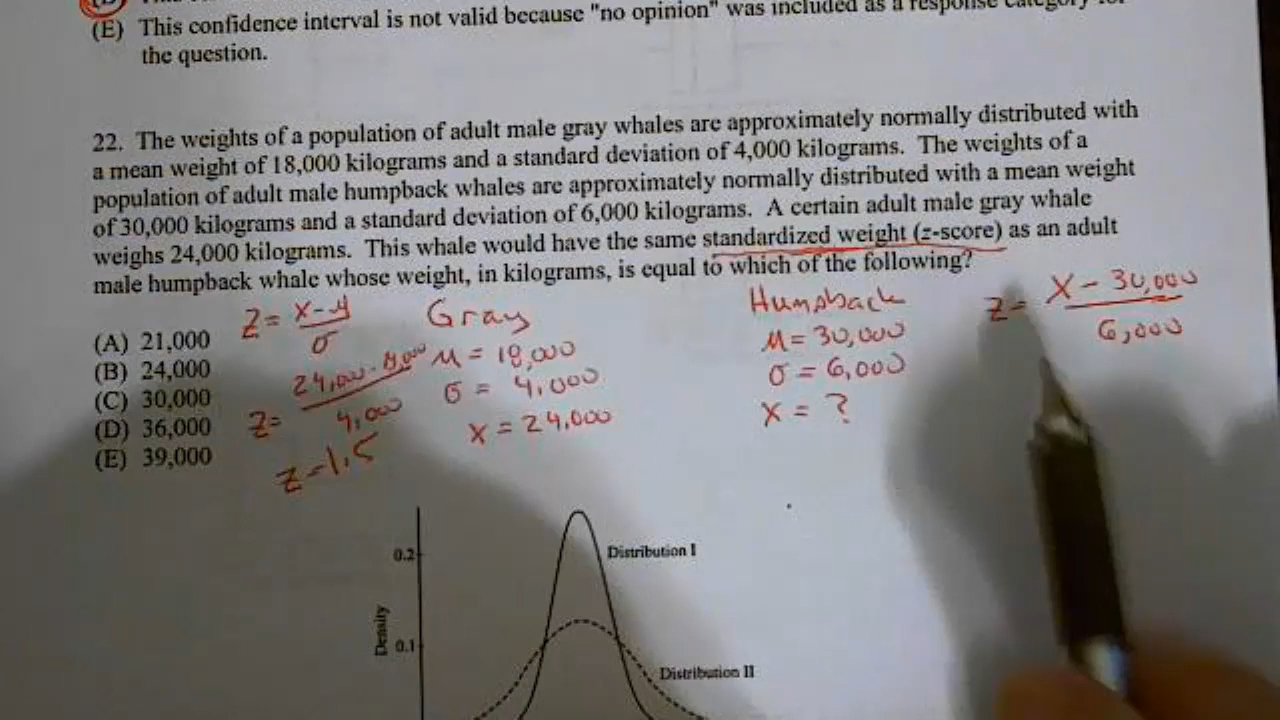 (E) This confidence interval is not valid because "no opinion" was included as a response category for
the question.
22. The weights of a population of adult male gray whales are approximately normally distributed with
a mean weight of 18,000 kilograms and a standard deviation of 4,000 kilograms. The weights of a
population of adult male humpback whales are approximately normally distributed with a mean weight
of 30,000 kilograms and a standard deviation of 6,000 kilograms. A certain adult male gray whale
weighs 24,000 kilograms. This whale would have the same standardized weight (z-score) as an adult
male humpback whale whose weight, in kilograms, is equal to which of the following?
(A) 21,000
(B) 24,000
(C) 30,000
(D) 36,000
(E) 39,000
z = x-μ
σ
z = 24,000 - 18,000
4,000
z = 1.5
Gray
μ = 18,000
σ = 4,000
x = 24,000
Humpback
μ = 30,000
σ = 6,000
x = ?
z = x - 30,000
6,000
0.2
Distribution I
Density
0.1
Distribution II